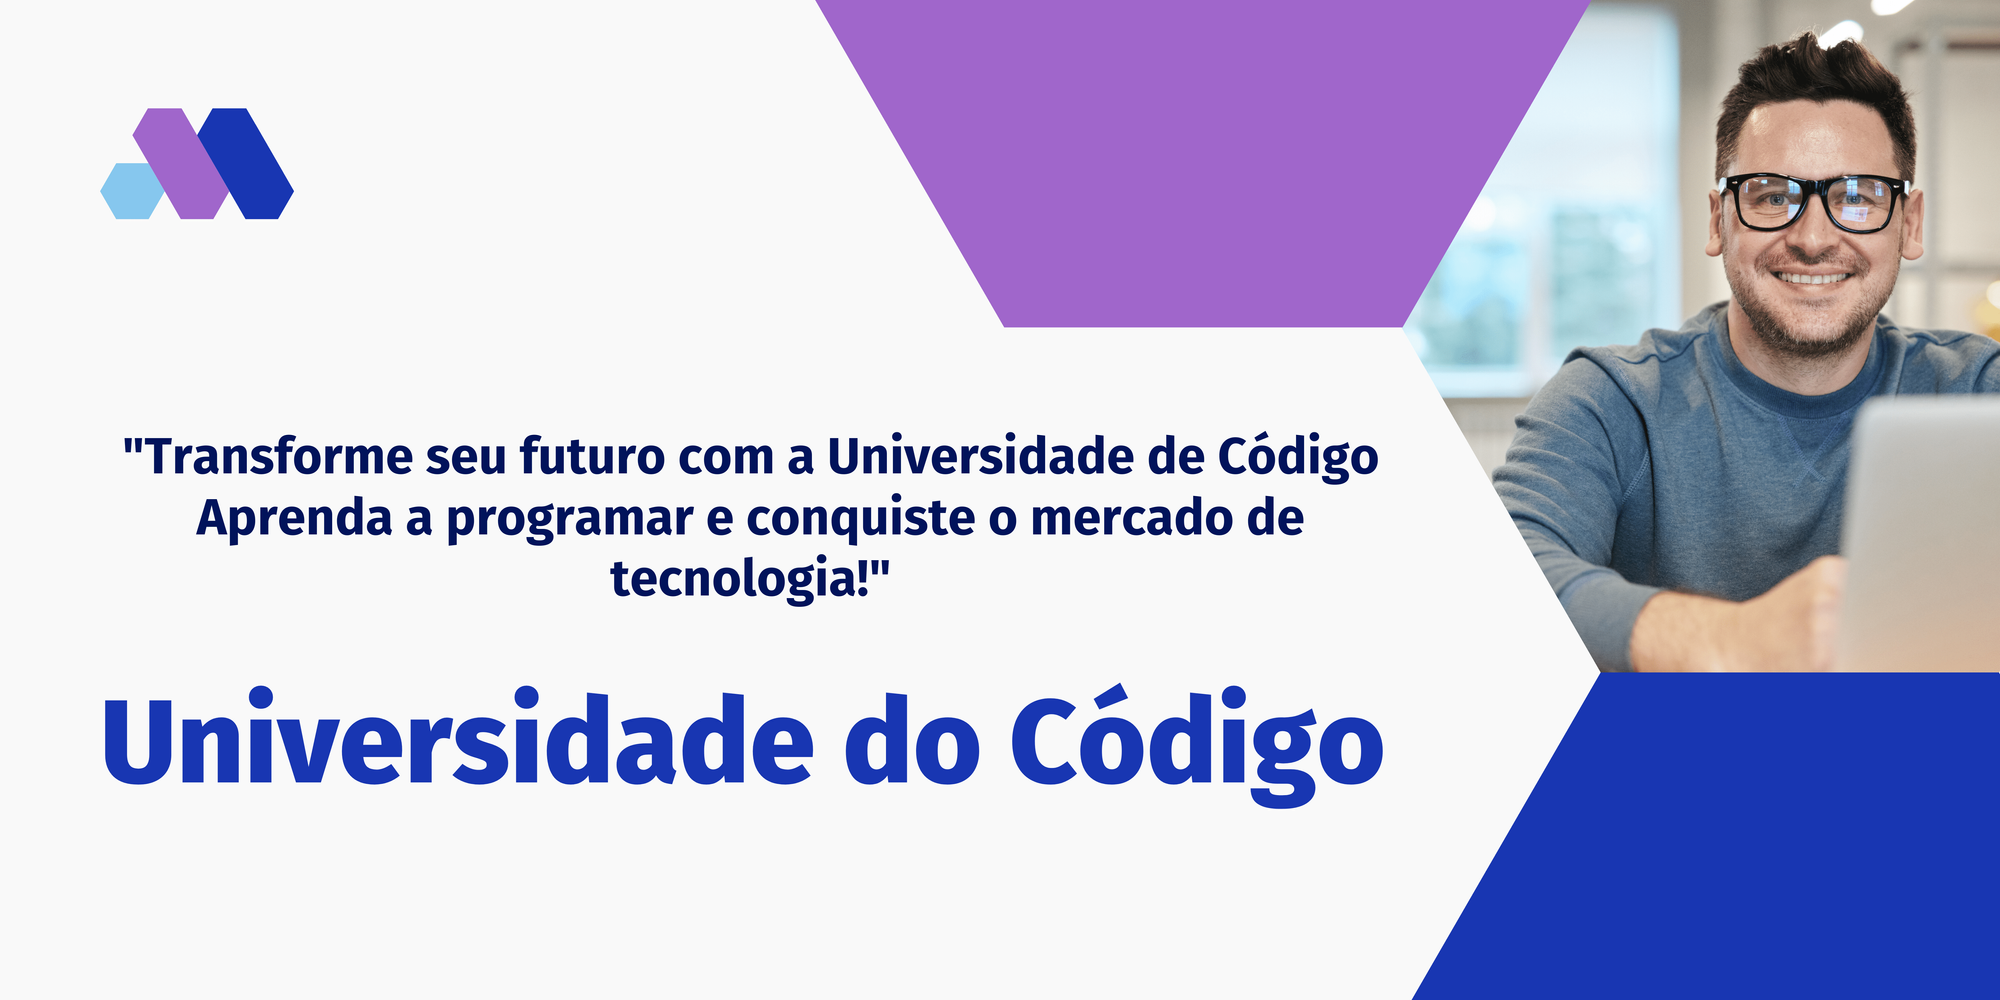 "Transforme seu futuro com a Universidade de Código
Aprenda a programar e conquiste o mercado de
tecnologia!"
Universidade do Código